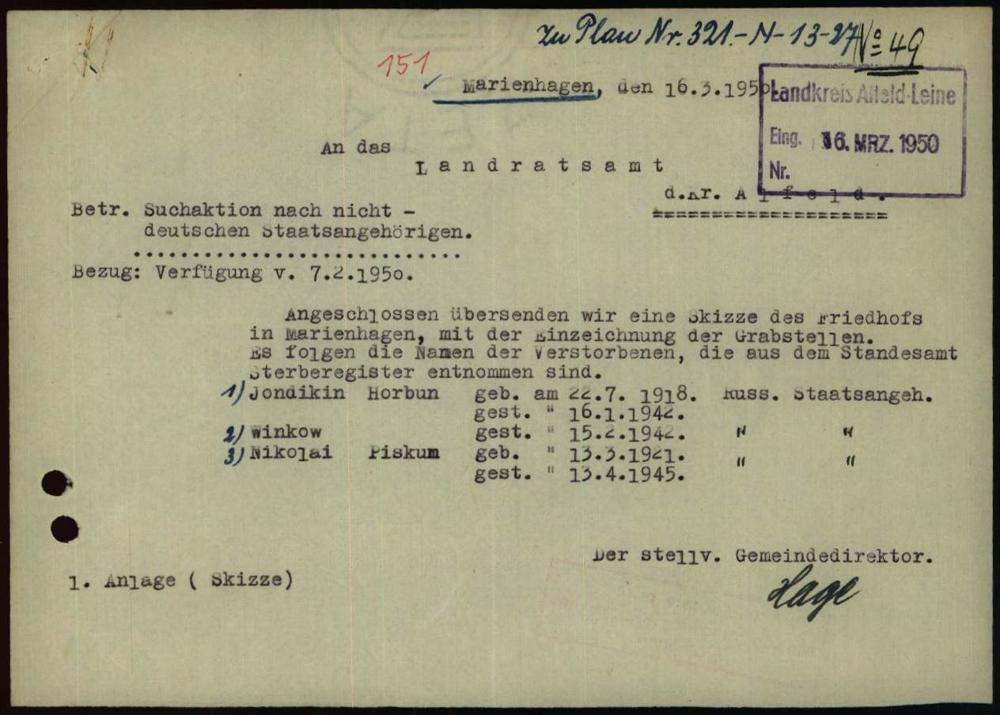 zu Plan Nr. 321.-N-13-27
No 49
151
Marienhagen, den 16.3.1950
Landkreis Alfeld-Leine
Eing. 16. MRZ. 1950
Nr.
An das
Landratsamt
d.Kr. Alfeld.
Betr. Suchaktion nach nicht -
deutschen Staatsangehörigen.
Bezug: Verfügung v. 7.2.1950.
Angeschlossen übersenden wir eine Skizze des Friedhofs
in Marienhagen, mit der Einzeichnung der Grabstellen.
Es folgen die Namen der Verstorbenen, die aus dem Standesamt
Sterberegister entnommen sind.
1) Jondikin Horbun geb. am 22.7. 1918. Russ. Staatsangeh.
gest. " 16.1.1942.
2) Winkow gest. " 15.2.1942. " "
3) Nikolai Piskun geb. " 13.3.1921. " "
gest. " 13.4.1945.
Der stellv. Gemeindedirektor.
1. Anlage ( Skizze)
Hage